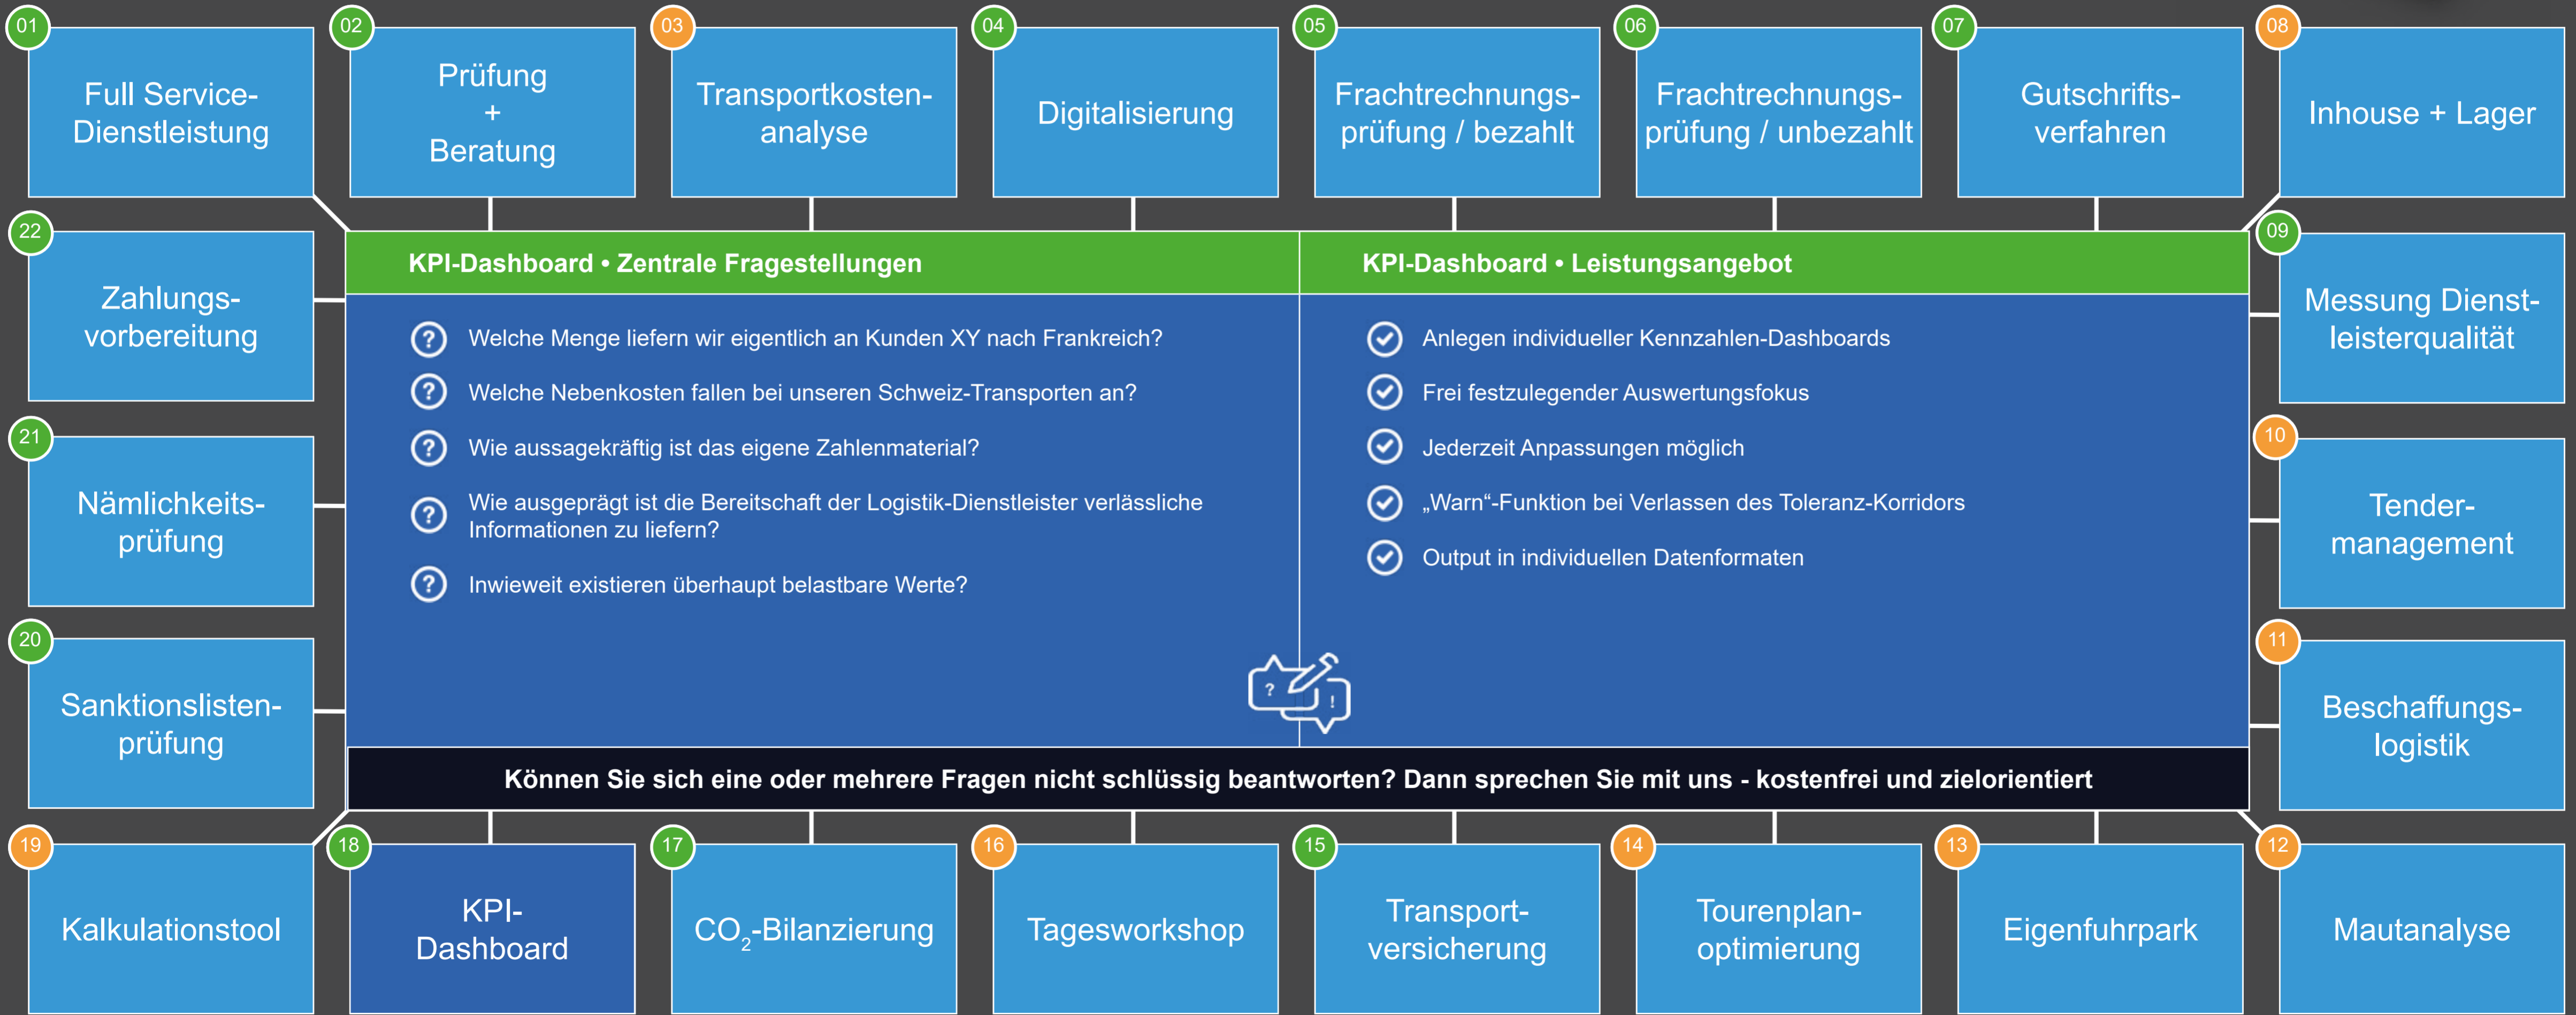 01
Full Service-
Dienstleistung
02
Prüfung
+
Beratung
03
Transportkosten-
analyse
04
Digitalisierung
05
Frachtrechnungs-
prüfung / bezahlt
06
Frachtrechnungs-
prüfung / unbezahlt
07
Gutschrifts-
verfahren
08
Inhouse + Lager
22
Zahlungs-
vorbereitung
21
Nämlichkeits-
prüfung
20
Sanktionslisten-
prüfung
KPI-Dashboard • Zentrale Fragestellungen
? Welche Menge liefern wir eigentlich an Kunden XY nach Frankreich?
? Welche Nebenkosten fallen bei unseren Schweiz-Transporten an?
? Wie aussagekräftig ist das eigene Zahlenmaterial?
? Wie ausgeprägt ist die Bereitschaft der Logistik-Dienstleister verlässliche
Informationen zu liefern?
? Inwieweit existieren überhaupt belastbare Werte?
KPI-Dashboard • Leistungsangebot
Anlegen individueller Kennzahlen-Dashboards
Frei festzulegender Auswertungsfokus
Jederzeit Anpassungen möglich
„Warn“-Funktion bei Verlassen des Toleranz-Korridors
Output in individuellen Datenformaten
? !
Können Sie sich eine oder mehrere Fragen nicht schlüssig beantworten? Dann sprechen Sie mit uns - kostenfrei und zielorientiert
09
Messung Dienst-
leisterqualität
10
Tender-
management
11
Beschaffungs-
logistik
19
Kalkulationstool
18
KPI-
Dashboard
17
CO₂-Bilanzierung
16
Tagesworkshop
15
Transport-
versicherung
14
Tourenplan-
optimierung
13
Eigenfuhrpark
12
Mautanalyse